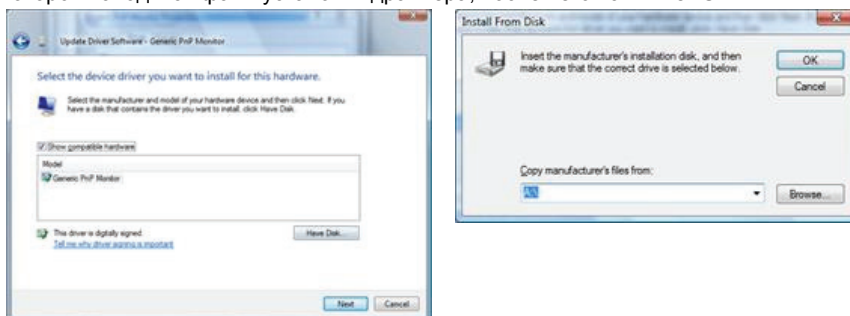 Update Driver Software - Generic PnP Monitor
Select the device driver you want to install for this hardware.
Select the manufacturer and model of your hardware device and then click Next. If you
have a disk that contains the driver you want to install, click Have Disk.
Show compatible hardware
Model
Generic PnP Monitor
This driver is digitally signed.
Have Disk...
Tell me why driver signing is important
Next
Cancel
Install From Disk
Insert the manufacturer's installation disk, and then
make sure that the correct drive is selected below.
OK
Cancel
Copy manufacturer's files from:
A:\
Browse...